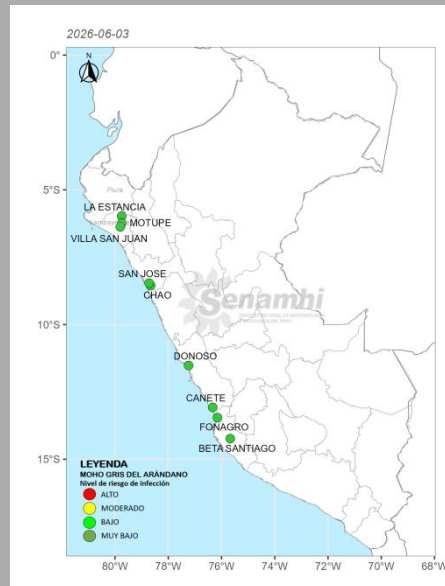 2026-06-03
N
0°
5°S
10°S
15°S
Piura
LA ESTANCIA
MOTUPE
VILLA SAN JUAN
SAN JOSE
CHAO
Senamhi
DONOSO
CANETE
FONAGRO
BETA SANTIAGO
LEYENDA
MOHO GRIS DEL ARÁNDANO
Nivel de riesgo de infección
ALTO
MODERADO
BAJO
MUY BAJO
80°W 78°W 76°W 74°W 72°W 70°W 68°W